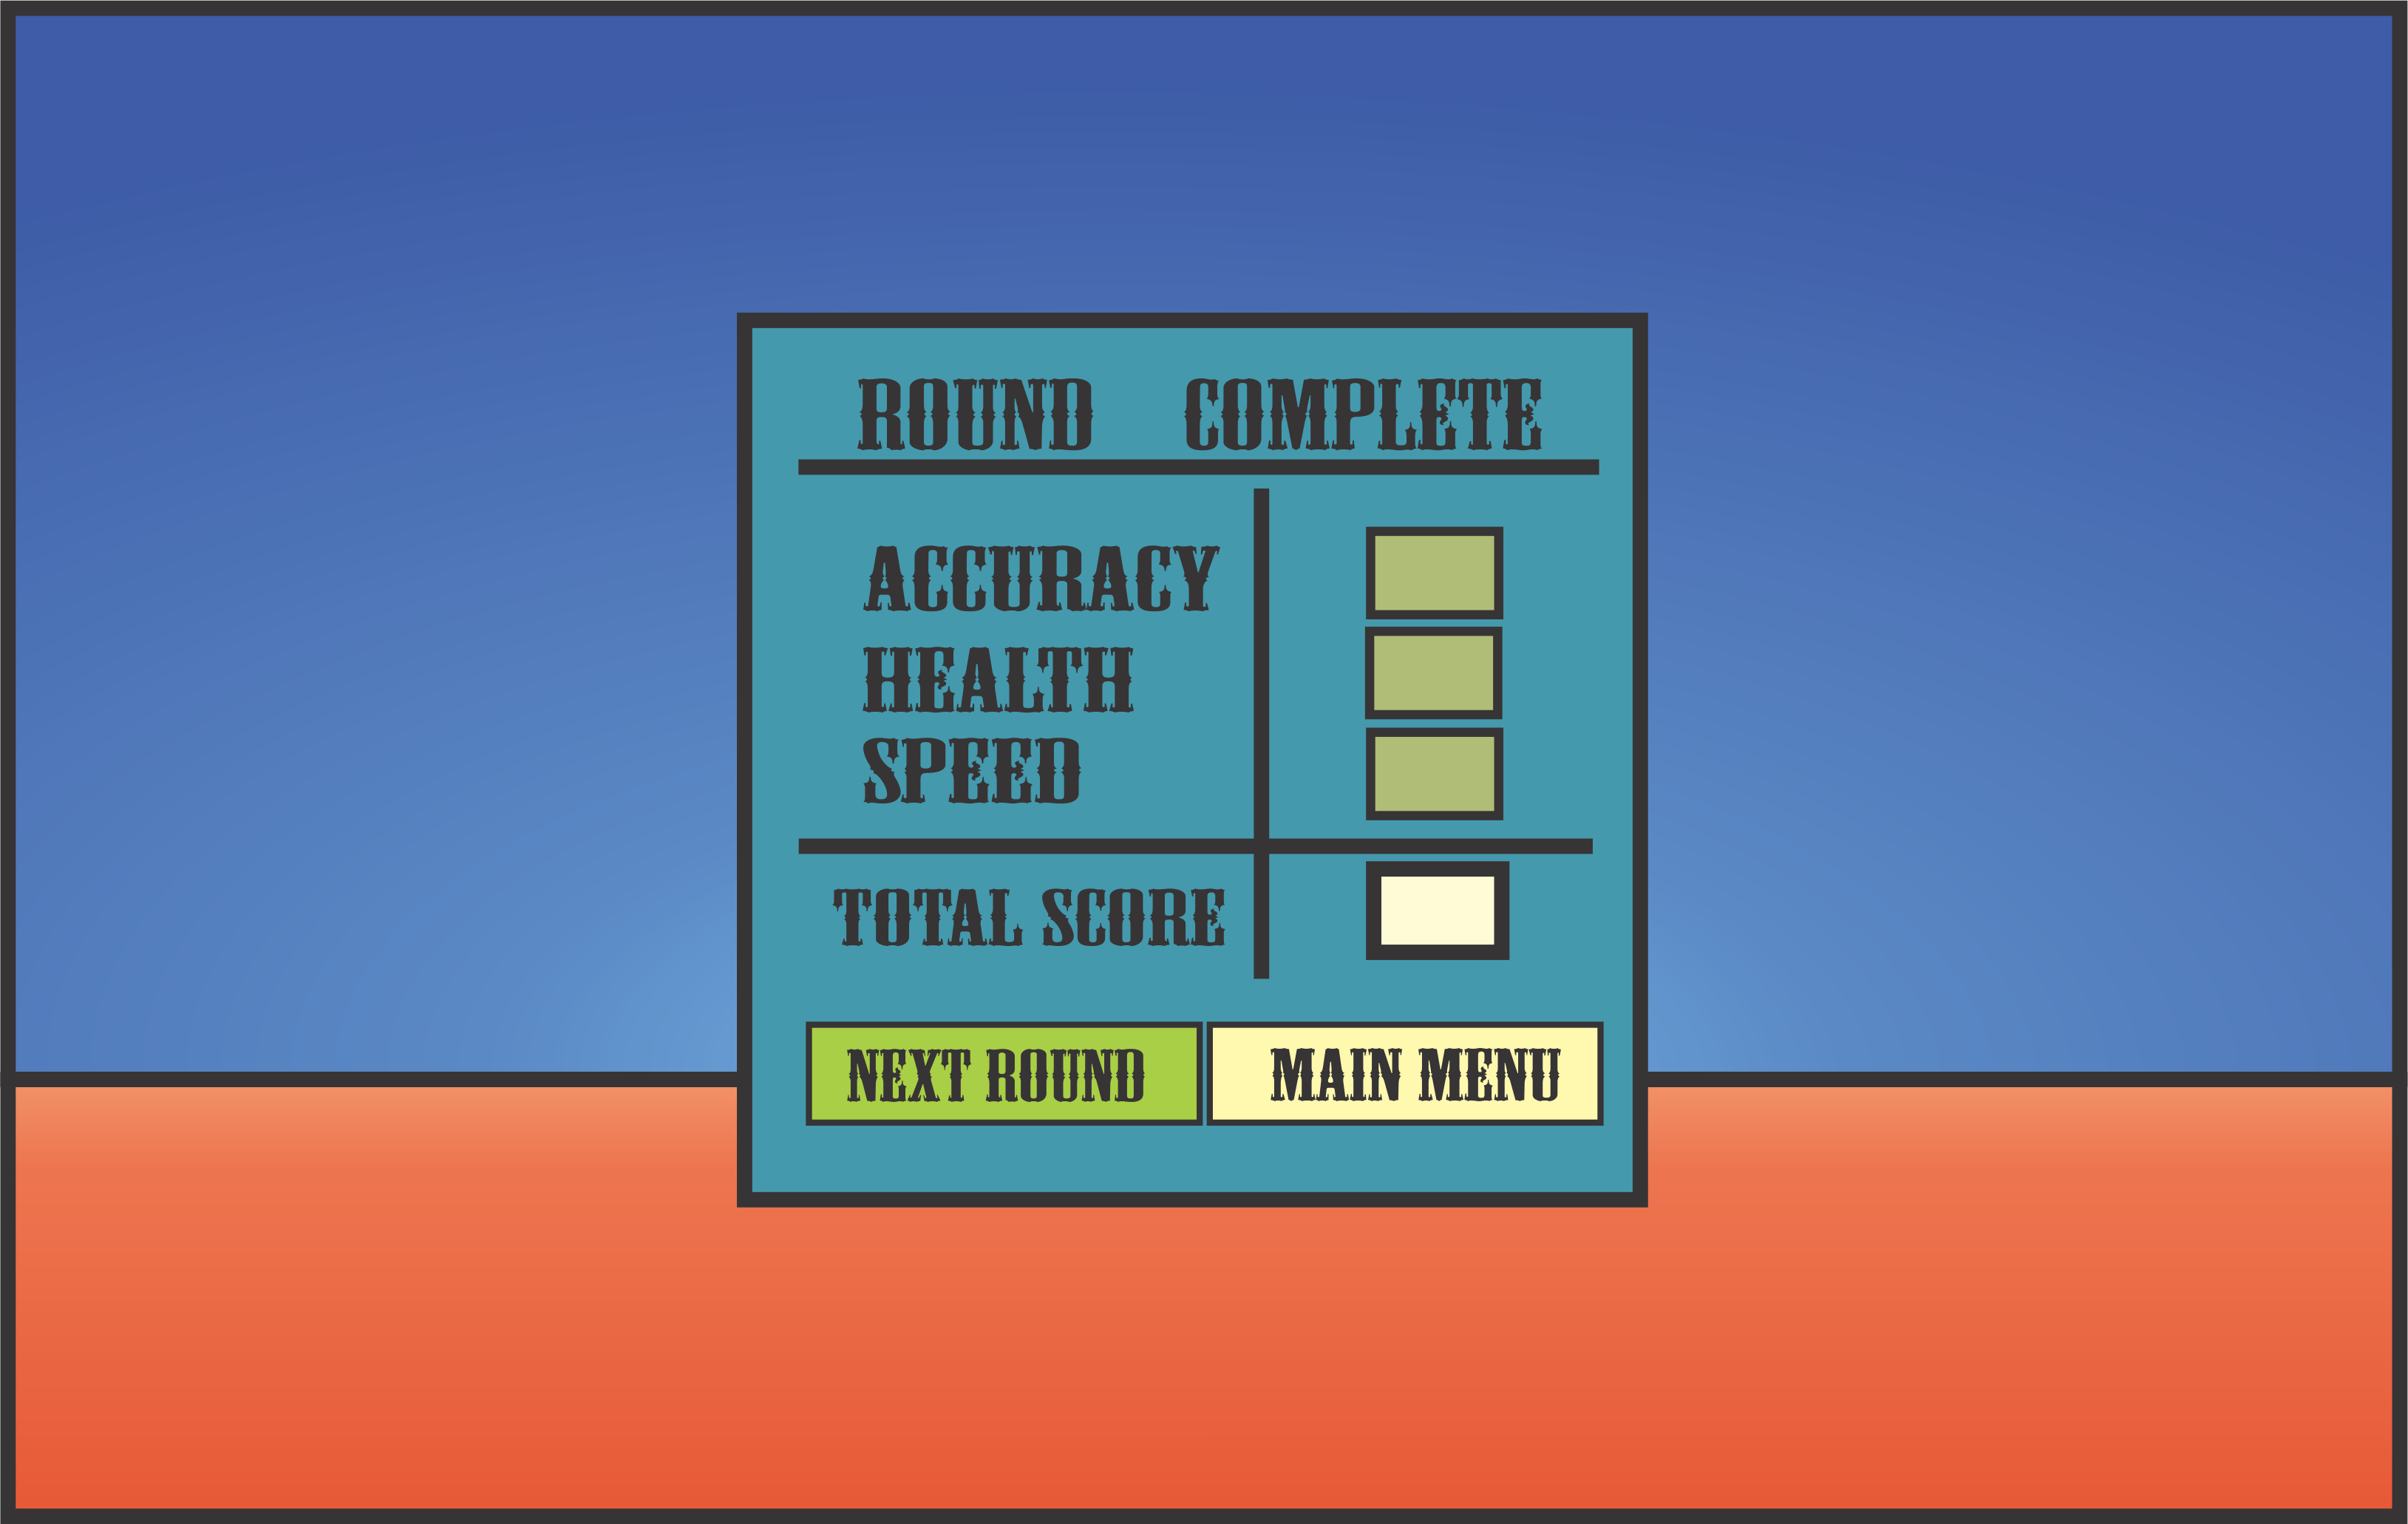 ROUND COMPLETE
ACCURACY
HEALTH
SPEED
TOTAL SCORE
NEXT ROUND MAIN MENU